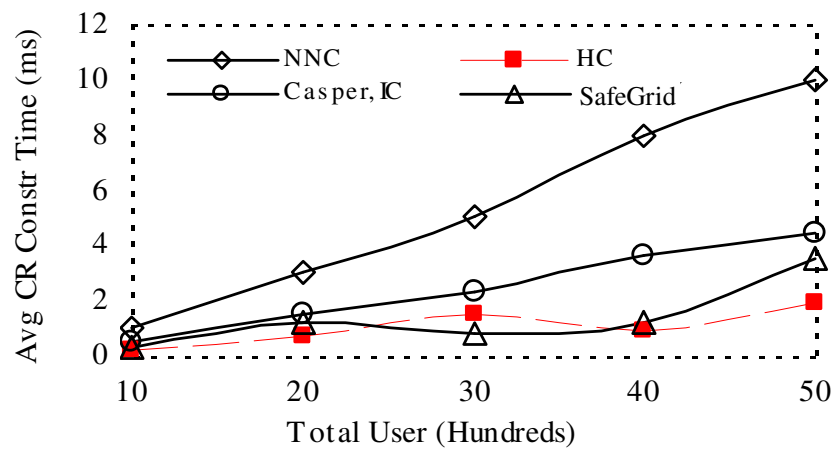 Avg CR Constr Time (ms)
12
10
8
6
4
2
0
NNC
HC
Casper, IC
SafeGrid
10 20 30 40 50
Total User (Hundreds)